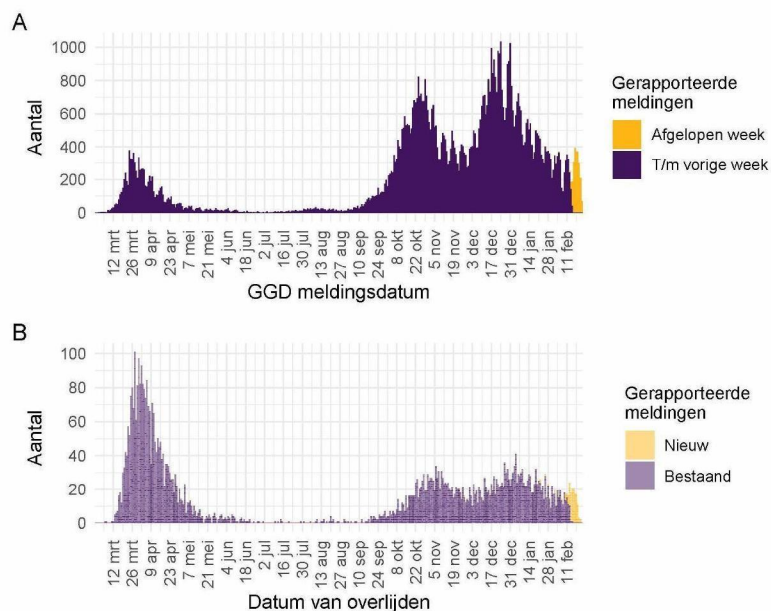 A
Aantal
1000
800
600
400
200
0
12 mrt
26 mrt
9 apr
23 apr
7 mei
21 mei
4 jun
18 jun
2 jul
16 jul
30 jul
13 aug
27 aug
10 sep
24 sep
8 okt
22 okt
5 nov
19 nov
3 dec
17 dec
31 dec
14 jan
28 jan
11 feb
GGD meldingsdatum
Gerapporteerde
meldingen
Afgelopen week
T/m vorige week
B
Aantal
100
80
60
40
20
0
12 mrt
26 mrt
9 apr
23 apr
7 mei
21 mei
4 jun
18 jun
2 jul
16 jul
30 jul
13 aug
27 aug
10 sep
24 sep
8 okt
22 okt
5 nov
19 nov
3 dec
17 dec
31 dec
14 jan
28 jan
11 feb
Datum van overlijden
Gerapporteerde
meldingen
Nieuw
Bestaand